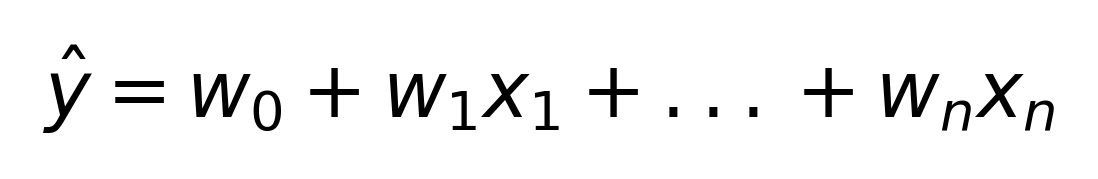 ŷ = w₀ + w₁x₁ + . . . + wₙxₙ